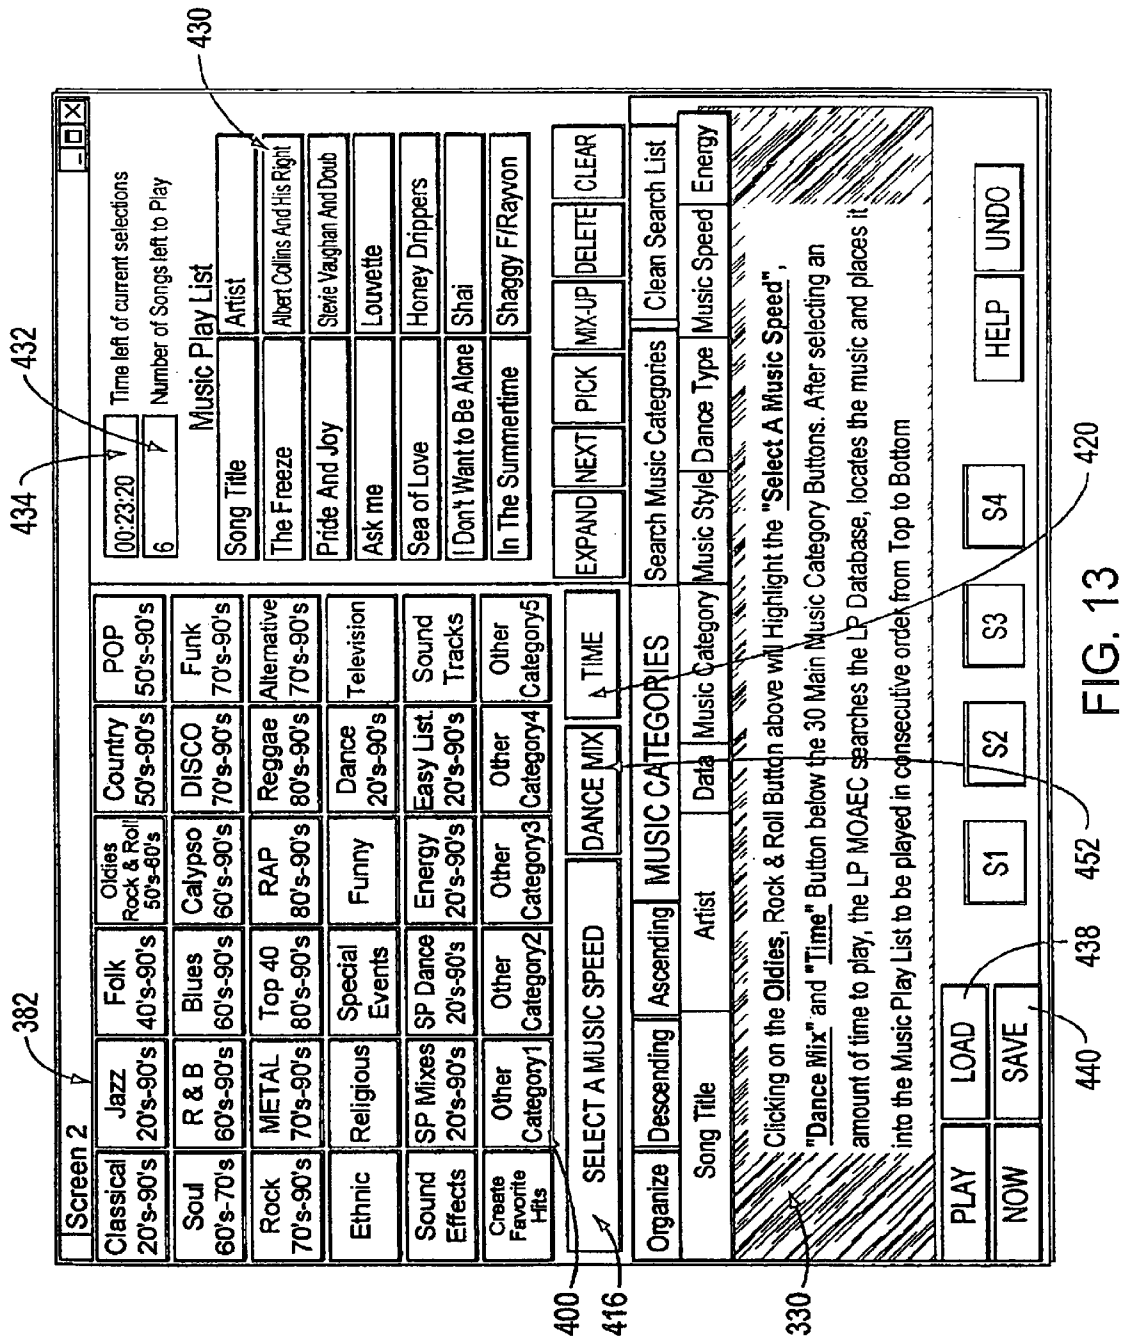 Screen 2
Classical 20's-90's
Jazz 20's-90's
Folk 40's-90's
Oldies Rock & Roll 50's-60's
Country 50's-90's
POP 50's-90's
Soul 60's-70's
R & B 60's-90's
Blues 60's-90's
Calypso 60's-90's
DISCO 70's-90's
Funk 70's-90's
Rock 70's-90's
METAL 70's-90's
Top 40 80's-90's
RAP 80's-90's
Reggae 80's-90's
Alternative 70's-90's
Ethnic
Religious
Special Events
Funny
Dance 20's-90's
Television
Sound Effects
SP Mixes 20's-90's
SP Dance 20's-90's
Energy 20's-90's
Easy List. 20's-90's
Sound Tracks
Create Favorite Hits
Other Category1
Other Category2
Other Category3
Other Category4
Other Category5
SELECT A MUSIC SPEED
DANCE MIX
TIME
00:23:20 Time left of current selections
6 Number of Songs left to Play
Music Play List
Song Title Artist
The Freeze Albert Collins And His Right
Pride And Joy Stevie Vaughan And Doub
Ask me Louvette
Sea of Love Honey Drippers
I Don't Want to Be Alone Shai
In The Summertime Shaggy F/Rayvon
EXPAND NEXT PICK MIX-UP DELETE CLEAR
Organize Descending Ascending MUSIC CATEGORIES Search Music Categories Clean Search List
Song Title Artist Data Music Category Music Style Dance Type Music Speed Energy
Clicking on the Oldies, Rock & Roll Button above will Highlight the "Select A Music Speed",
"Dance Mix" and "Time" Button below the 30 Main Music Category Buttons. After selecting an
amount of time to play, the LP MOAEC searches the LP Database, locates the music and places it
into the Music Play List to be played in consecutive order from Top to Bottom
PLAY LOAD
NOW SAVE
S1 S2 S3 S4
HELP UNDO
382
434
432
430
400
416
330
440
438
452
420
FIG. 13